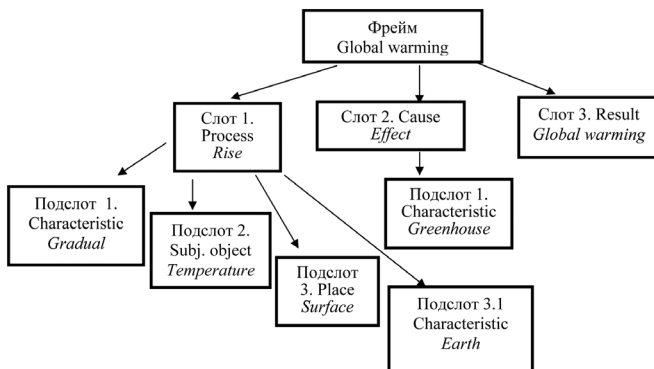 Фрейм
Global warming
Слот 1.
Process
Rise
Слот 2. Cause
Effect
Слот 3. Result
Global warming
Подслот 1.
Characteristic
Gradual
Подслот 2.
Subj. object
Temperature
Подслот
3. Place
Surface
Подслот 3.1
Characteristic
Earth
Подслот 1.
Characteristic
Greenhouse